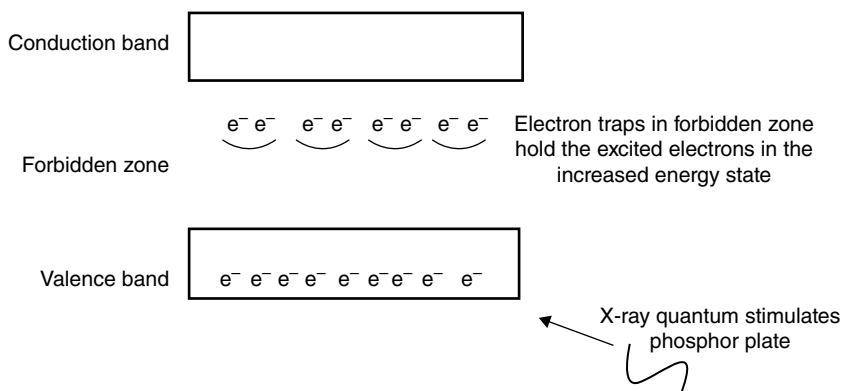 Conduction band
e⁻ e⁻ e⁻ e⁻ e⁻ e⁻ e⁻ e⁻
Electron traps in forbidden zone
hold the excited electrons in the
increased energy state
Forbidden zone
Valence band
e⁻ e⁻ e⁻ e⁻ e⁻ e⁻ e⁻ e⁻ e⁻
X-ray quantum stimulates
phosphor plate